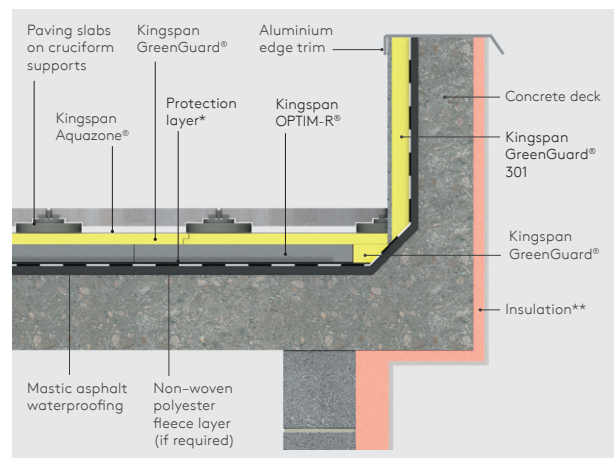 Paving slabs
on cruciform
supports
Kingspan
GreenGuard®
Aluminium
edge trim
Kingspan
Aquazone®
Protection
layer*
Kingspan
OPTIM-R®
Concrete deck
Kingspan
GreenGuard®
301
Kingspan
GreenGuard®
Insulation**
Mastic asphalt
waterproofing
Non–woven
polyester
fleece layer
(if required)